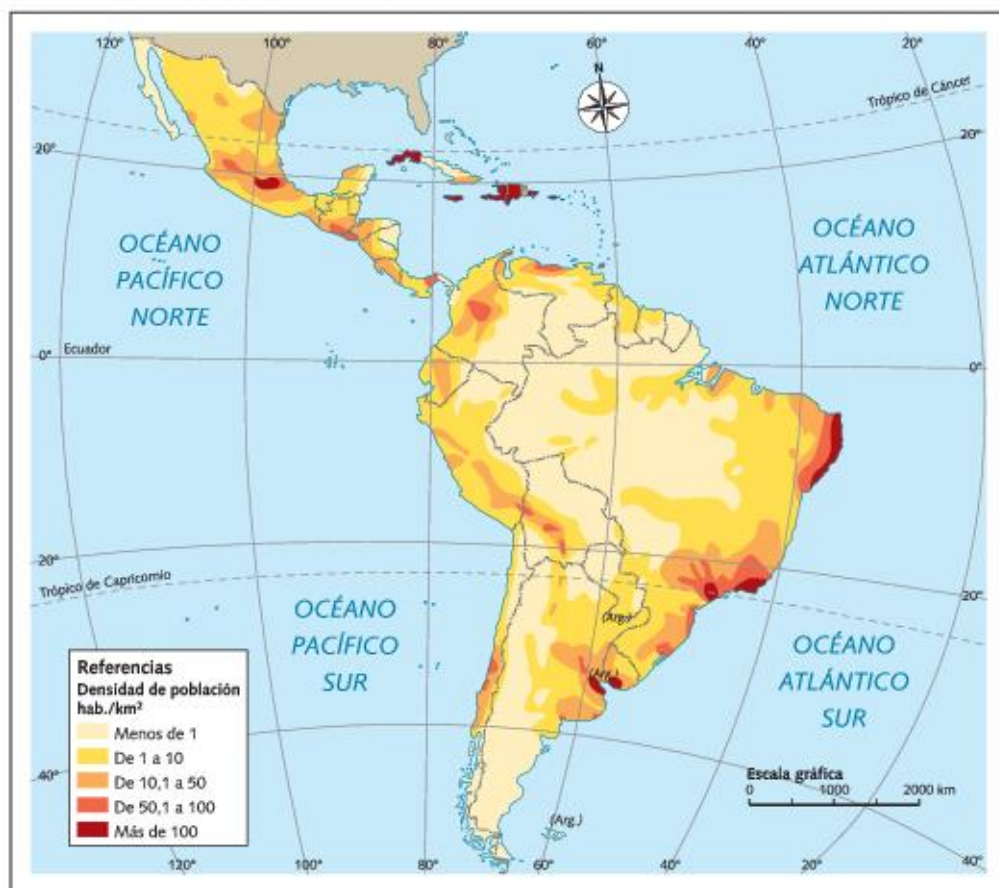 120°
100°
80°
60°
40°
20°
N
Trópico de Cáncer
20°
20°
OCÉANO
PACÍFICO
NORTE
OCÉANO
ATLÁNTICO
NORTE
Ecuador
0°
0°
20°
Trópico de Capricornio
20°
(Arg.)
OCÉANO
PACÍFICO
SUR
(Arg.)
OCÉANO
ATLÁNTICO
SUR
Referencias
Densidad de población
hab./km²
Menos de 1
De 1 a 10
De 10,1 a 50
De 50,1 a 100
Más de 100
40°
Escala gráfica
0 1000 2000 km
(Arg.)
120°
100°
80°
60°
40°
20°
40°